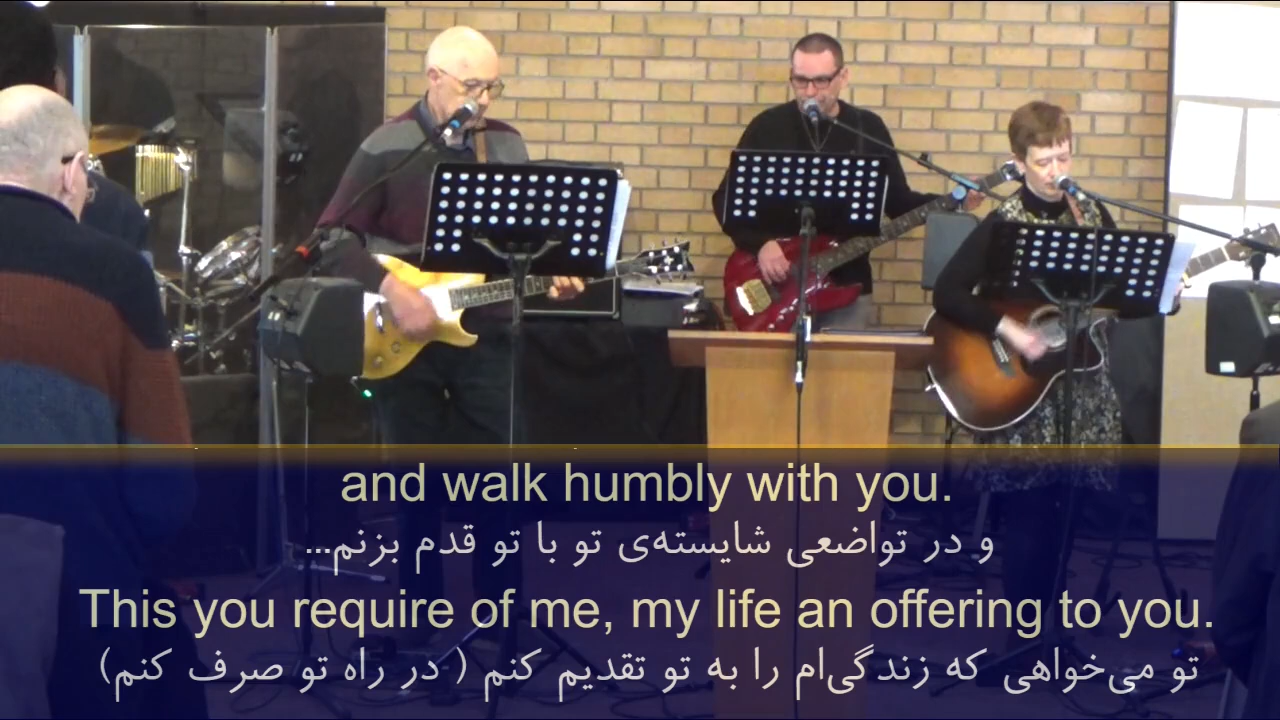 and walk humbly with you.
و در تواضعی شایسته‌ی تو با تو قدم بزنم...
This you require of me, my life an offering to you.
تو می‌خواهی که زندگی‌ام را به تو تقدیم کنم ( در راه تو صرف کنم)